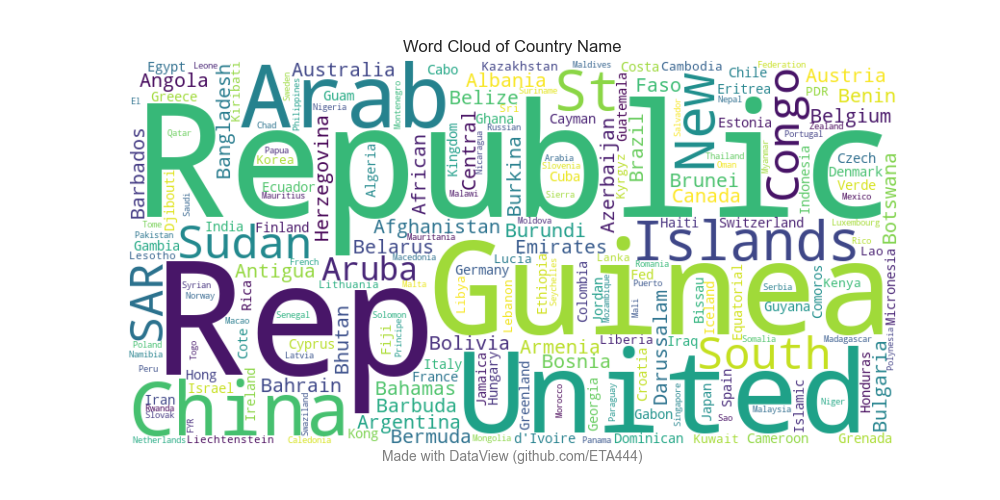 Word Cloud of Country Name
Republic
Rep
Guinea
United
Arab
China
Islands
South
Sudan
St
New
Congo
SAR
Aruba
Angola
Egypt
Leone
Greece
Kiribati
Bangladesh
Australia
Guam
Sweden
Philippines
Nigeria
Montenegro
Cabo
Albania
Belize
Kazakhstan
Maldives
Suriname
Sri
Ghana
Cayman
Costa
Faso
Guatemala
Cambodia
Salvador
Federation
Chile
Eritrea
Nepal
Estonia
Zealand
PDR
Portugal
Austria
Benin
Belgium
El
Qatar
Barbados
Djibouti
Korea
Chad
Papua
Ecuador
Mauritius
Saudi
Herzegovina
Algeria
African
Kingdom
Central
Nicaragua
Malawi
Russian
Burkina
Arabia
Slovenia
Cuba
Sierra
Azerbaijan
Kyrgyz
Brazil
Brunei
Canada
Thailand
Oman
Myanmar
Indonesia
Czech
Denmark
Verde
Mexico
Botswana
Luxembourg
Tome
Pakistan
Gambia
Lesotho
India
Finland
French
Afghanistan
Mauritania
Belarus
Macedonia
Moldova
Burundi
Emirates
Haiti
Switzerland
Lao
Rico
Syrian
Norway
Rica
Antigua
Lithuania
Malta
Bhutan
Germany
Lucia
Libya
Lebanon
Seychelles
Ethiopia
Colombia
Lanka
Jordan
Mozambique
Fed
Romania
Puerto
Mali
Bissau
Iceland
Equatorial
Serbia
Guyana
Comoros
Kenya
Micronesia
Macao
Senegal
Solomon
Fiji
Principe
Poland
Namibia
Togo
Cote
Cyprus
Latvia
Peru
Hong
Bolivia
Armenia
Liberia
Bosnia
Iraq
Darussalam
Somalia
Madagascar
Polynesia
Israel
Ireland
Bahrain
Italy
France
Jamaica
Hungary
Greenland
Morocco
Georgia
Paraguay
Croatia
Gabon
Singapore
Japan
Spain
Sao
Malaysia
Islamic
Niger
Honduras
Bulgaria
Iran
Rwanda
Slovak
FYR
Swaziland
Bahamas
Barbuda
Argentina
Netherlands
Liechtenstein
Caledonia
Kong
Bermuda
Mongolia
d'Ivoire
Panama
Dominican
Kuwait
Cameroon
Grenada
Made with DataView (github.com/ETA444)